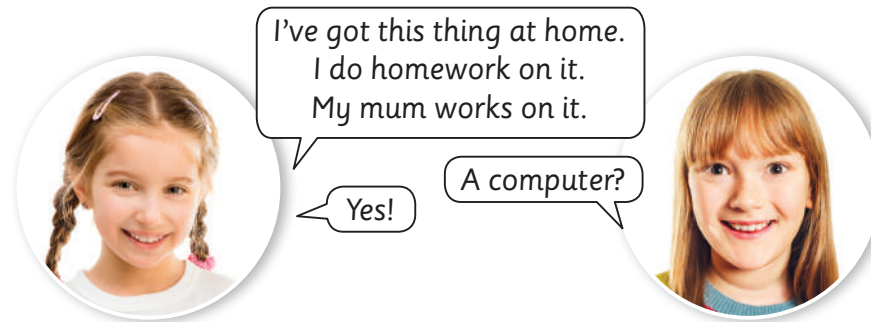 I've got this thing at home.
I do homework on it.
My mum works on it.
A computer?
Yes!